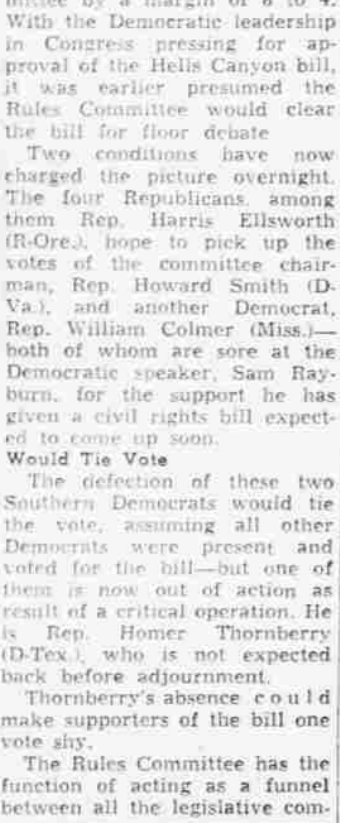 mittee by a margin of 8 to 4.
With the Democratic leadership
in Congress pressing for ap-
proval of the Hells Canyon bill,
it was earlier presumed the
Rules Committee would clear
the bill for floor debate
Two conditions have now
charged the picture overnight.
The four Republicans, among
them Rep. Harris Ellsworth
(R-Ore.), hope to pick up the
votes of the committee chair-
man, Rep. Howard Smith (D-
Va.), and another Democrat,
Rep. William Colmer (Miss.)—
both of whom are sore at the
Democratic speaker, Sam Ray-
burn, for the support he has
given a civil rights bill expect-
ed to come up soon.
Would Tie Vote
The defection of these two
Southern Democrats would tie
the vote, assuming all other
Democrats were present and
voted for the bill—but one of
them is now out of action as
result of a critical operation. He
is Rep. Homer Thornberry
(D-Tex.), who is not expected
back before adjournment.
Thornberry's absence could
make supporters of the bill one
vote shy.
The Rules Committee has the
function of acting as a funnel
between all the legislative com-